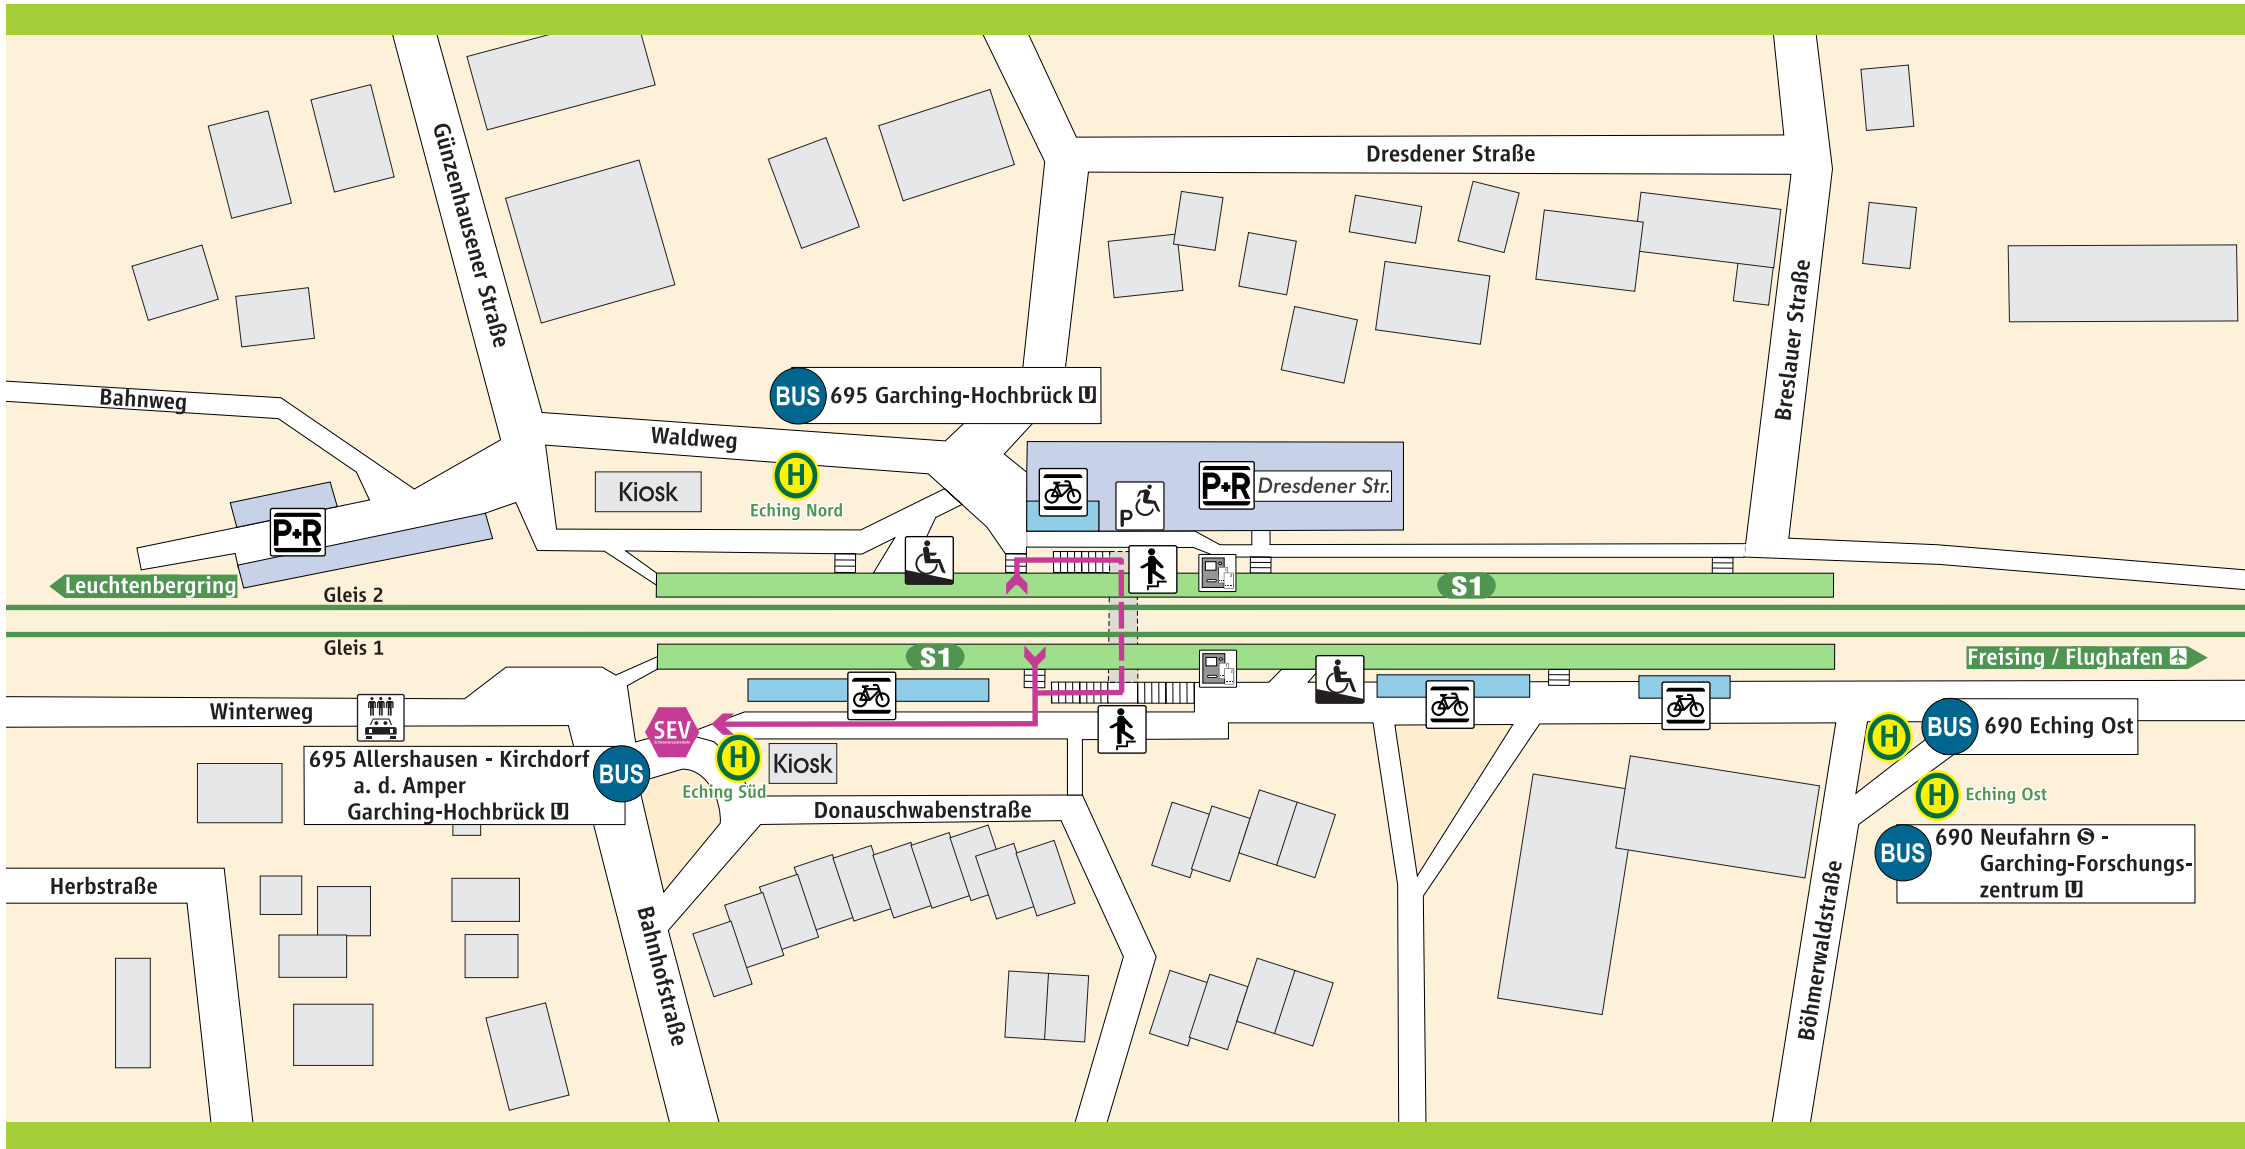 Günzenhausener Straße
Dresdener Straße
Breslauer Straße
Bahnweg
BUS
695 Garching-Hochbrück U
Waldweg
Kiosk
H
Eching Nord
P
P+R
Dresdener Str.
P+R
Leuchtenbergring
Gleis 2
S1
Gleis 1
S1
Freising / Flughafen
Winterweg
SEV
H
Eching Süd
Kiosk
695 Allershausen - Kirchdorf
a. d. Amper
Garching-Hochbrück U
BUS
Donauschwabenstraße
H
BUS
690 Eching Ost
H
Eching Ost
BUS
690 Neufahrn S -
Garching-Forschungs-
zentrum U
Herbststraße
Bahnhofstraße
Böhmerwaldstraße